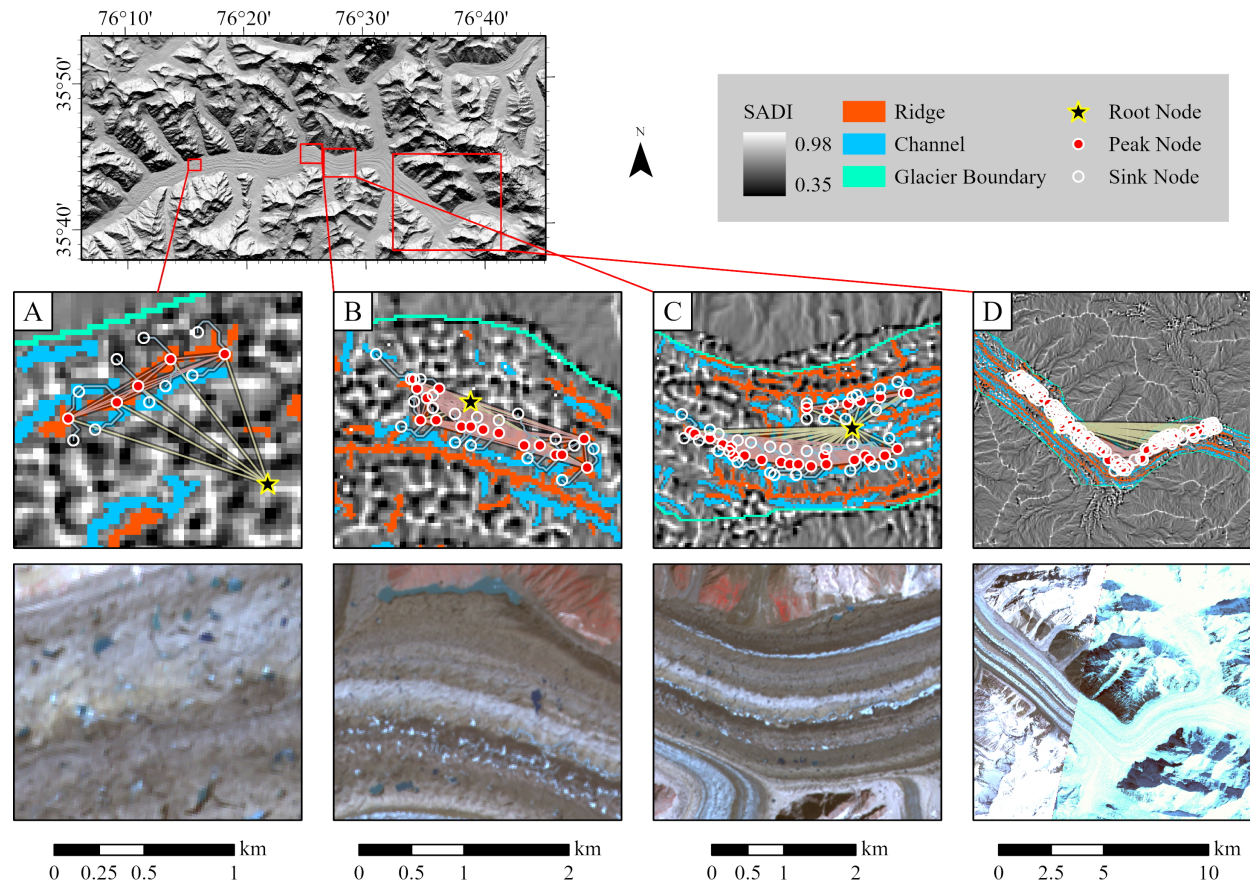 76°10' 76°20' 76°30' 76°40'
35°50'
35°40'
N
SADI
0.98
0.35
Ridge
Channel
Glacier Boundary
Root Node
Peak Node
Sink Node
A
B
C
D
km
0 0.25 0.5 1
km
0 0.5 1 2
km
0 0.5 1 2
km
0 2.5 5 10